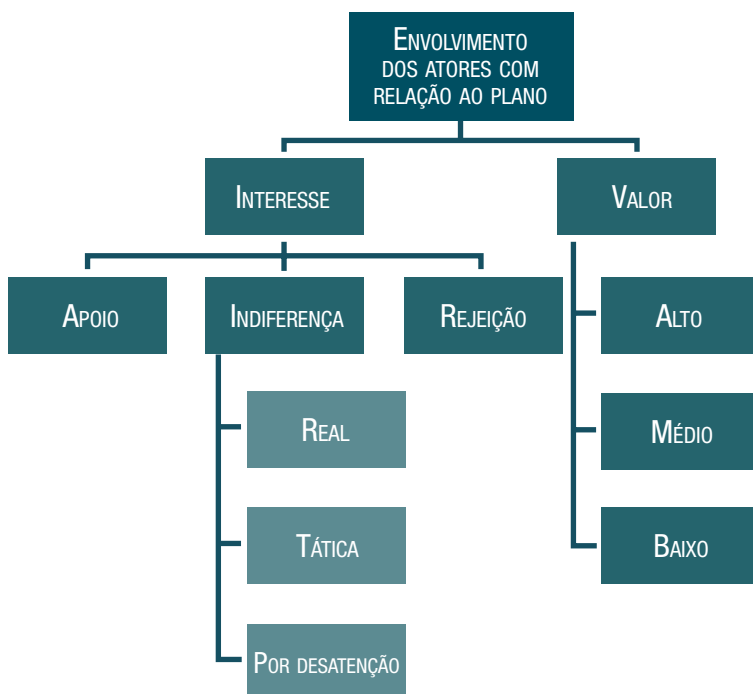 Envolvimento
dos atores com
relação ao plano
Interesse
Valor
Apoio
Indiferença
Rejeição
Alto
Real
Médio
Tática
Baixo
Por desatenção